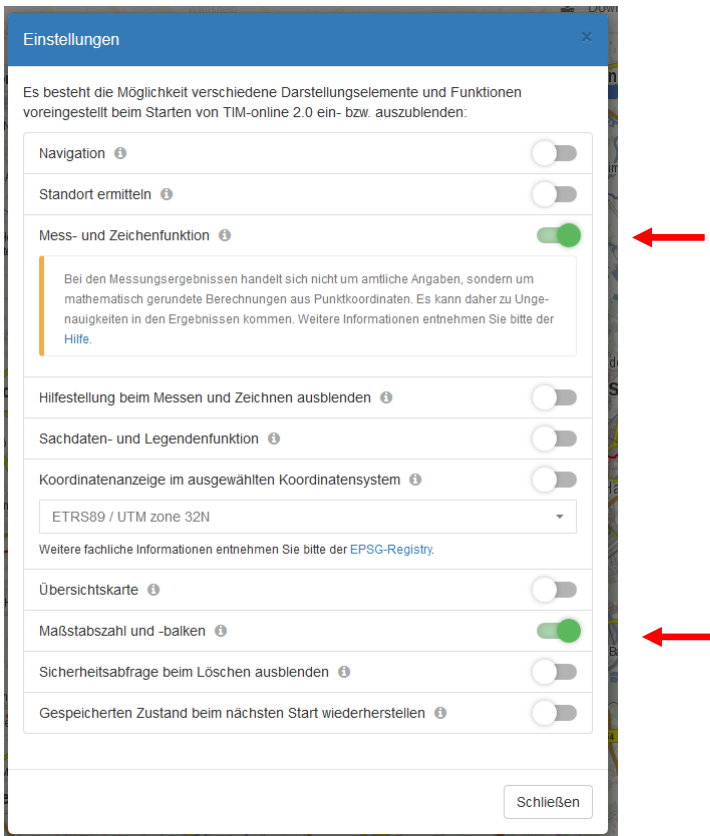 Einstellungen ×
Es besteht die Möglichkeit verschiedene Darstellungselemente und Funktionen
voreingestellt beim Starten von TIM-online 2.0 ein- bzw. auszublenden:
Navigation
Standort ermitteln
Mess- und Zeichenfunktion
Bei den Messungsergebnissen handelt sich nicht um amtliche Angaben, sondern um
mathematisch gerundete Berechnungen aus Punktkoordinaten. Es kann daher zu Unge-
nauigkeiten in den Ergebnissen kommen. Weitere Informationen entnehmen Sie bitte der
Hilfe.
Hilfestellung beim Messen und Zeichnen ausblenden
Sachdaten- und Legendenfunktion
Koordinatenanzeige im ausgewählten Koordinatensystem
ETRS89 / UTM zone 32N
Weitere fachliche Informationen entnehmen Sie bitte der EPSG-Registry.
Übersichtskarte
Maßstabszahl und -balken
Sicherheitsabfrage beim Löschen ausblenden
Gespeicherten Zustand beim nächsten Start wiederherstellen
Schließen